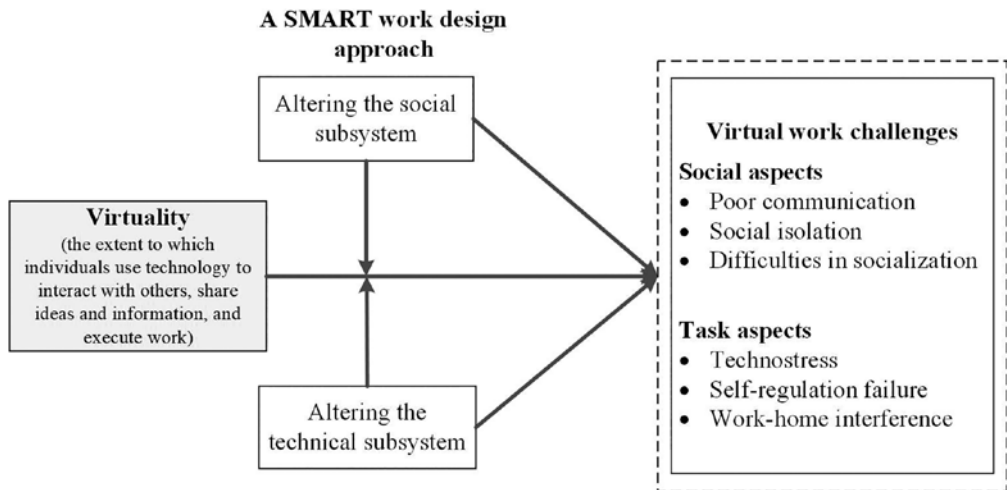 A SMART work design
approach
Altering the social
subsystem
Virtuality
(the extent to which
individuals use technology to
interact with others, share
ideas and information, and
execute work)
Altering the
technical subsystem
Virtual work challenges
Social aspects
• Poor communication
• Social isolation
• Difficulties in socialization
Task aspects
• Technostress
• Self-regulation failure
• Work-home interference